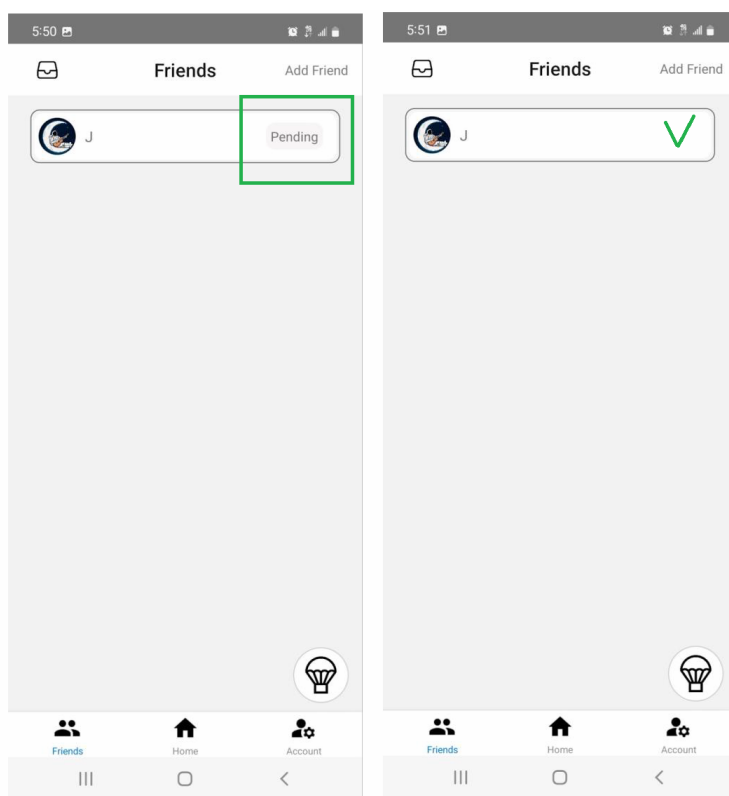 5:50
Friends
Add Friend
J
Pending
Friends
Home
Account
5:51
Friends
Add Friend
J
Friends
Home
Account